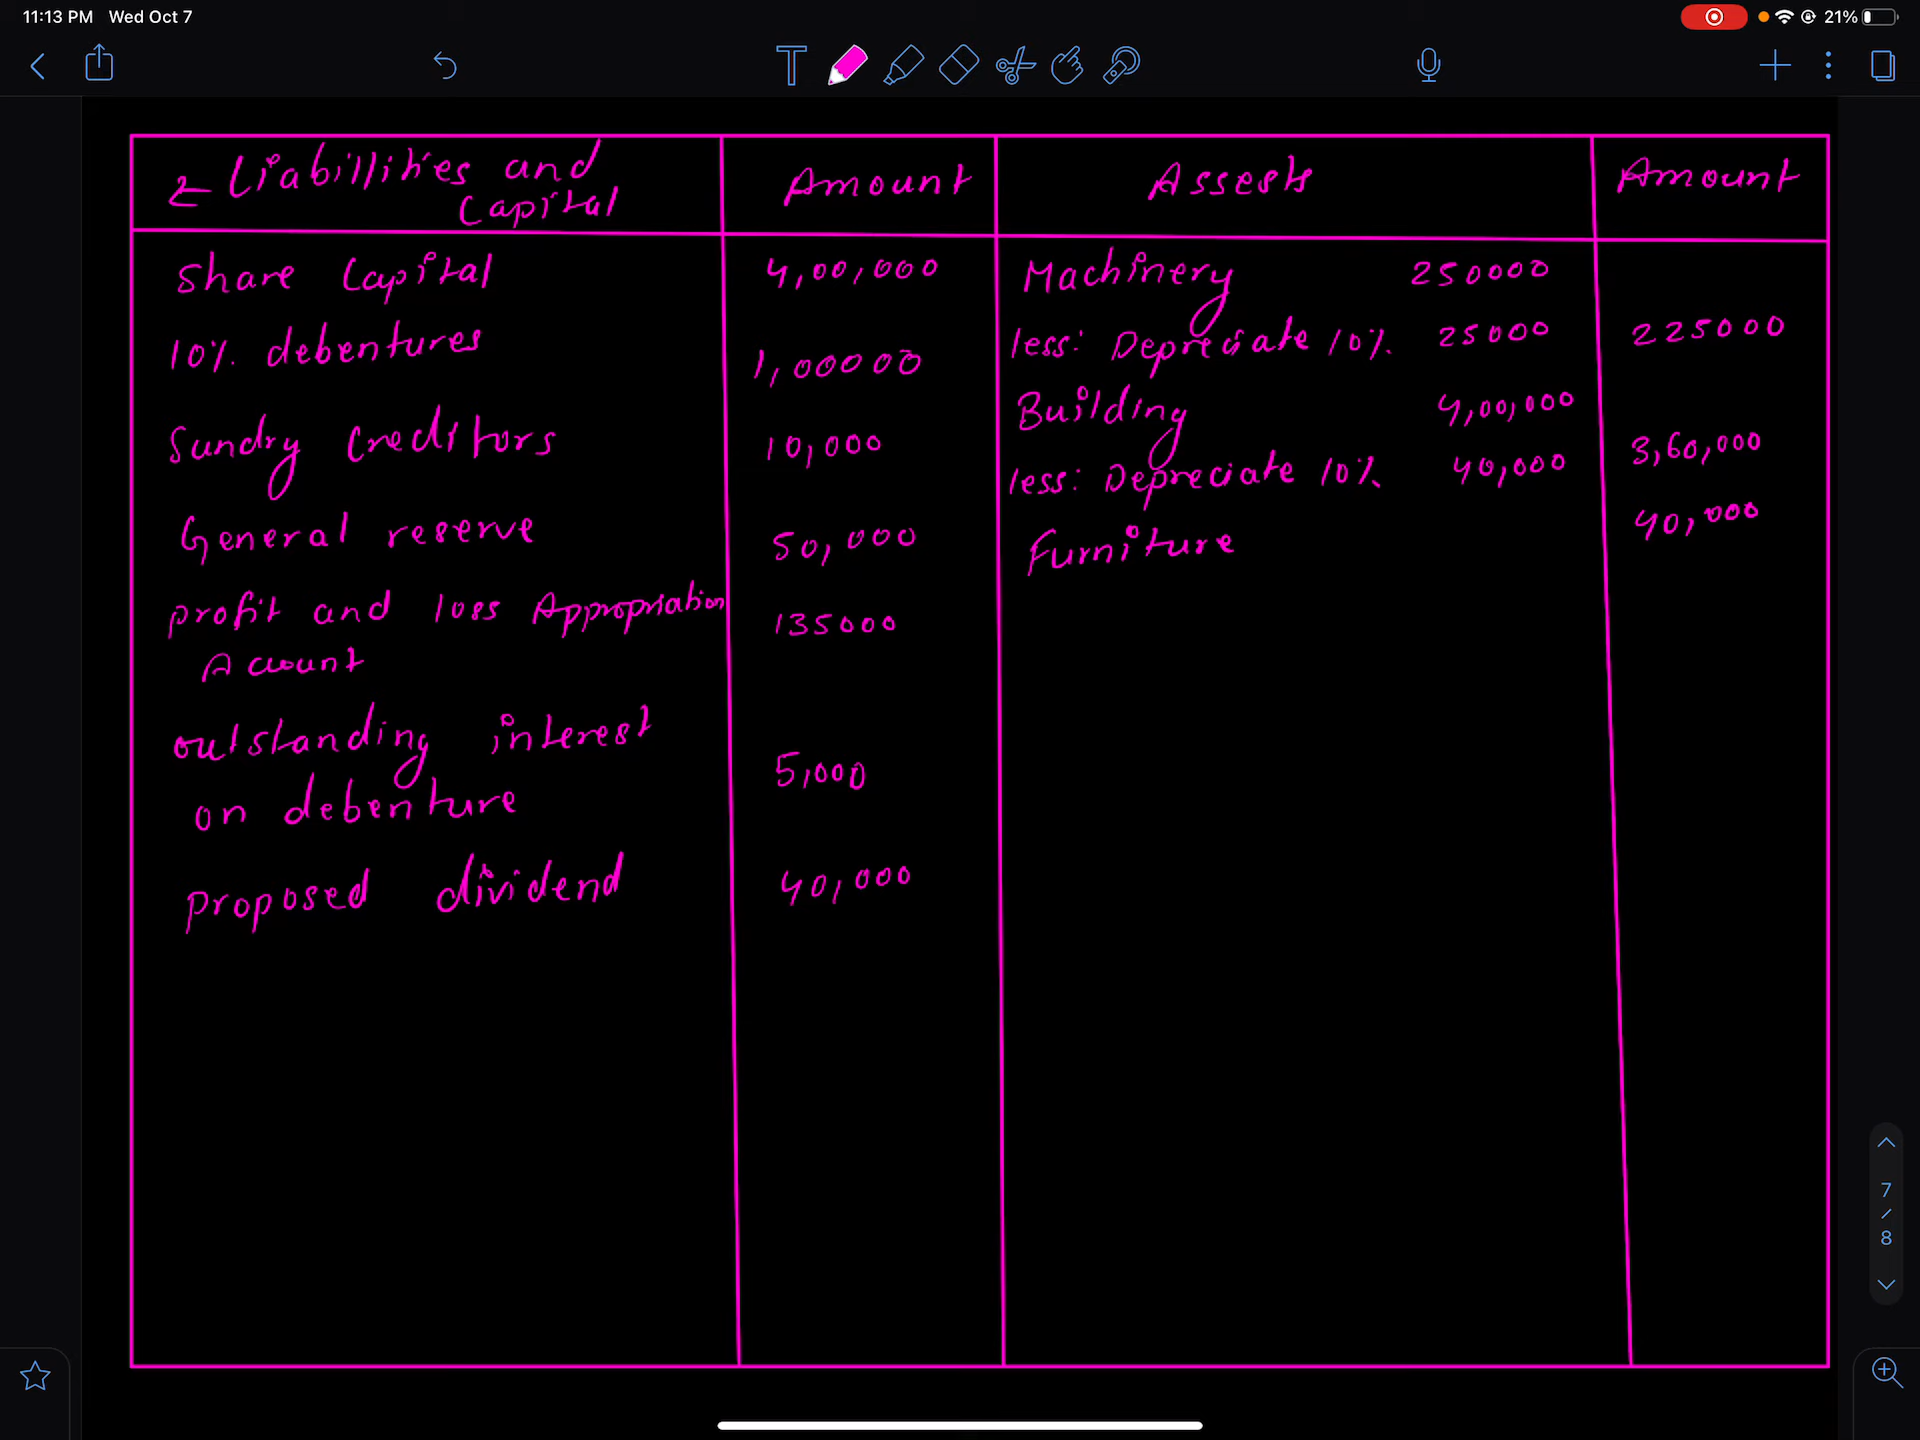 11:13 PM Wed Oct 7
21%
Liabillities and Capital
Amount
Assests
Amount
Share Capital
4,00,000
10% debentures
1,00000
Sundry Creditors
10,000
General reserve
50,000
profit and loss Appropriation
Account
135000
outstanding interest
on debenture
5,000
proposed dividend
40,000
Machinery 250000
less: Depreciate 10% 25000 225000
Building 4,00,000
less: Depreciate 10% 40,000 3,60,000
Furniture 40,000
7
/
8